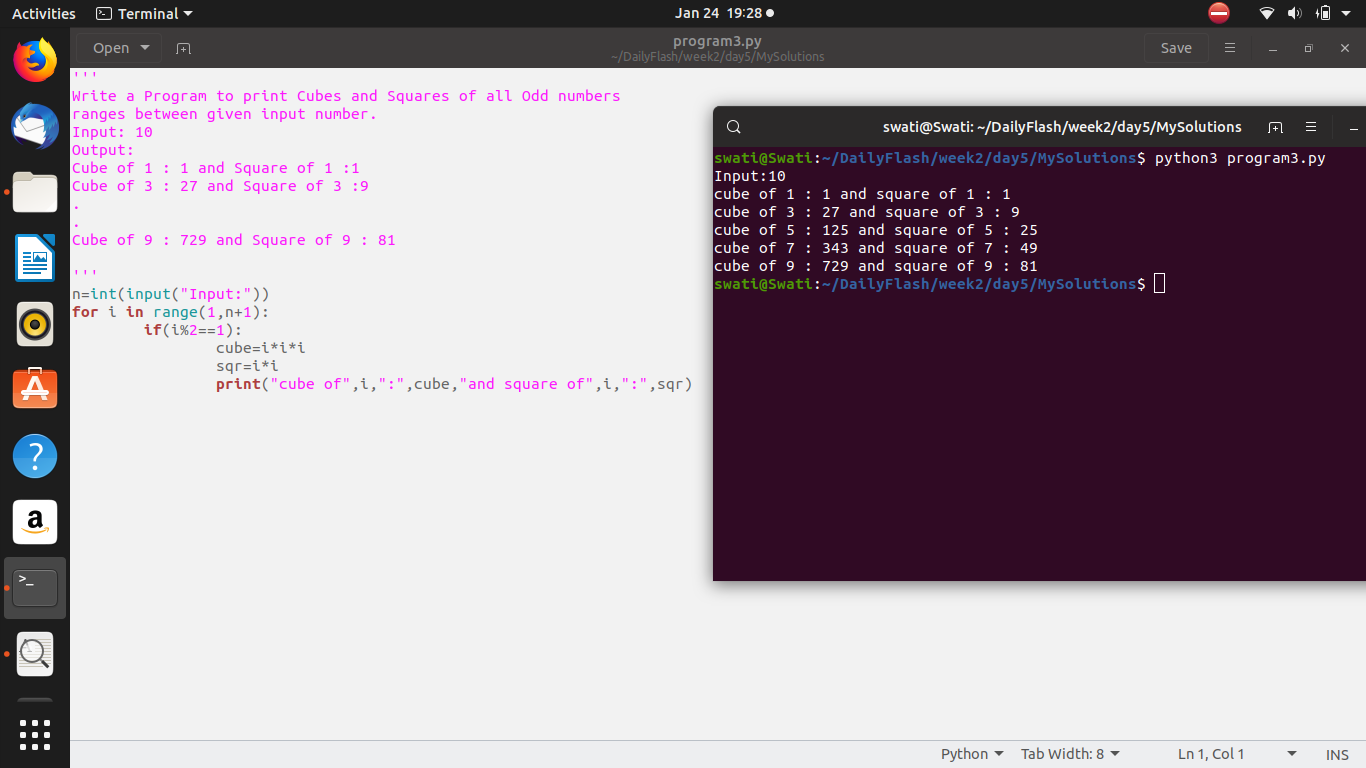 Activities Terminal Jan 24 19:28
Open program3.py Save
~/DailyFlash/week2/day5/MySolutions
'''
Write a Program to print Cubes and Squares of all Odd numbers
ranges between given input number.
Input: 10
Output:
Cube of 1 : 1 and Square of 1 :1
Cube of 3 : 27 and Square of 3 :9
.
.
Cube of 9 : 729 and Square of 9 : 81
'''
n=int(input("Input:"))
for i in range(1,n+1):
        if(i%2==1):
                cube=i*i*i
                sqr=i*i
                print("cube of",i,":",cube,"and square of",i,":",sqr)
swati@Swati: ~/DailyFlash/week2/day5/MySolutions
swati@Swati:~/DailyFlash/week2/day5/MySolutions$ python3 program3.py
Input:10
cube of 1 : 1 and square of 1 : 1
cube of 3 : 27 and square of 3 : 9
cube of 5 : 125 and square of 5 : 25
cube of 7 : 343 and square of 7 : 49
cube of 9 : 729 and square of 9 : 81
swati@Swati:~/DailyFlash/week2/day5/MySolutions$
a
>_
Python Tab Width: 8 Ln 1, Col 1 INS